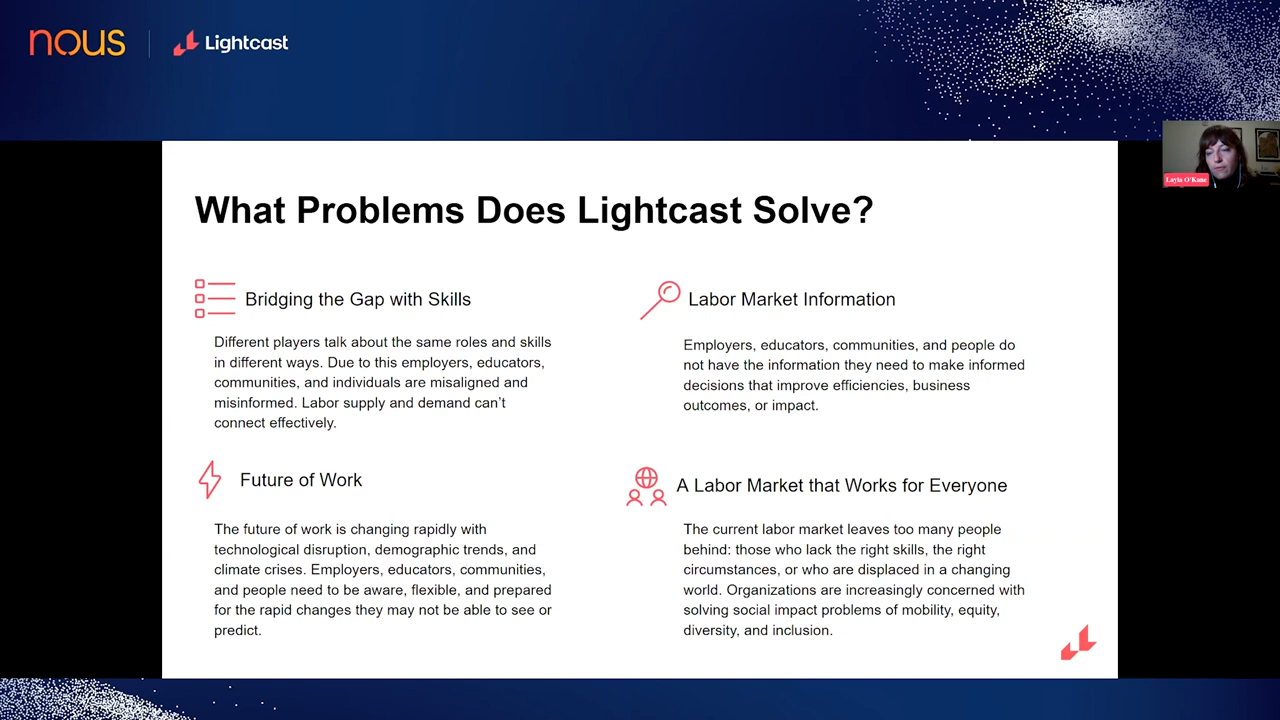 nous
Lightcast
Layla O'Kane
What Problems Does Lightcast Solve?
Bridging the Gap with Skills
Different players talk about the same roles and skills
in different ways. Due to this employers, educators,
communities, and individuals are misaligned and
misinformed. Labor supply and demand can't
connect effectively.
Labor Market Information
Employers, educators, communities, and people do
not have the information they need to make informed
decisions that improve efficiencies, business
outcomes, or impact.
Future of Work
The future of work is changing rapidly with
technological disruption, demographic trends, and
climate crises. Employers, educators, communities,
and people need to be aware, flexible, and prepared
for the rapid changes they may not be able to see or
predict.
A Labor Market that Works for Everyone
The current labor market leaves too many people
behind: those who lack the right skills, the right
circumstances, or who are displaced in a changing
world. Organizations are increasingly concerned with
solving social impact problems of mobility, equity,
diversity, and inclusion.